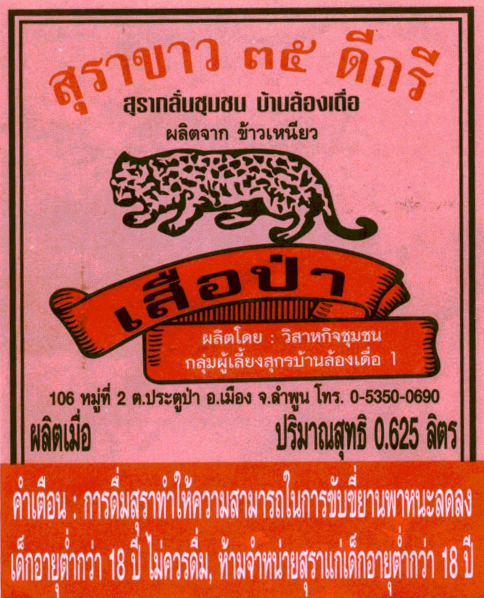 สุราขาว ๓๕ ดีกรี
สุรากลั่นชุมชน บ้านล้องเดื่อ
ผลิตจาก ข้าวเหนียว
เสือป่า
ผลิตโดย : วิสาหกิจชุมชน
กลุ่มผู้เลี้ยงสุกรบ้านล้องเดื่อ 1
106 หมู่ที่ 2 ต.ประตูป่า อ.เมือง จ.ลำพูน โทร. 0-5350-0690
ผลิตเมื่อ ปริมาณสุทธิ 0.625 ลิตร
คำเตือน : การดื่มสุราทำให้ความสามารถในการขับขี่ยานพาหนะลดลง
เด็กอายุต่ำกว่า 18 ปี ไม่ควรดื่ม, ห้ามจำหน่ายสุราแก่เด็กอายุต่ำกว่า 18 ปี